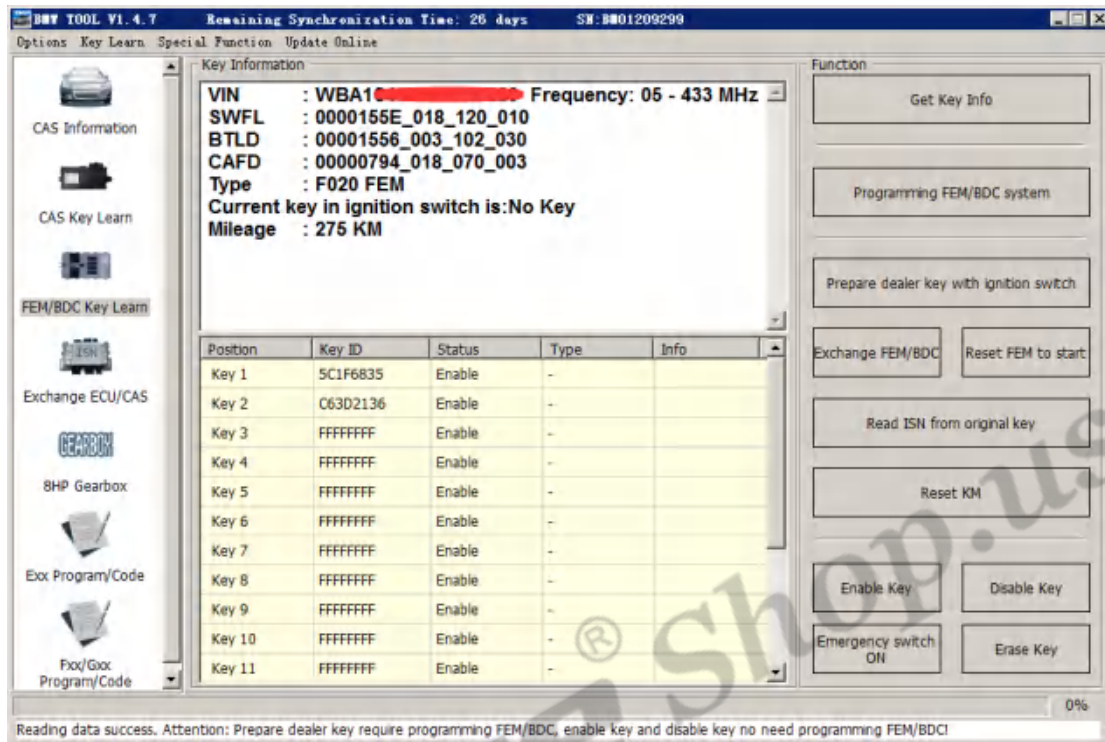 BMW TOOL V1.4.7 Remaining Synchronization Time: 26 days SN:BM01209299
Options Key Learn Special Function Update Online
CAS Information
CAS Key Learn
FEM/BDC Key Learn
ISN
Exchange ECU/CAS
GEARBOX
8HP Gearbox
Exx Program/Code
Fxx/Gxx
Program/Code
Key Information
VIN : WBA1 Frequency: 05 - 433 MHz
SWFL : 0000155E_018_120_010
BTLD : 00001556_003_102_030
CAFD : 00000794_018_070_003
Type : F020 FEM
Current key in ignition switch is:No Key
Mileage : 275 KM
Position Key ID Status Type Info
Key 1 5C1F6835 Enable -
Key 2 C63D2136 Enable -
Key 3 FFFFFFFF Enable -
Key 4 FFFFFFFF Enable -
Key 5 FFFFFFFF Enable -
Key 6 FFFFFFFF Enable -
Key 7 FFFFFFFF Enable -
Key 8 FFFFFFFF Enable -
Key 9 FFFFFFFF Enable -
Key 10 FFFFFFFF Enable -
Key 11 FFFFFFFF Enable -
Function
Get Key Info
Programming FEM/BDC system
Prepare dealer key with ignition switch
Exchange FEM/BDC Reset FEM to start
Read ISN from original key
Reset KM
Enable Key Disable Key
Emergency switch
ON
Erase Key
0%
Reading data success. Attention: Prepare dealer key require programming FEM/BDC, enable key and disable key no need programming FEM/BDC!
® Shop.us